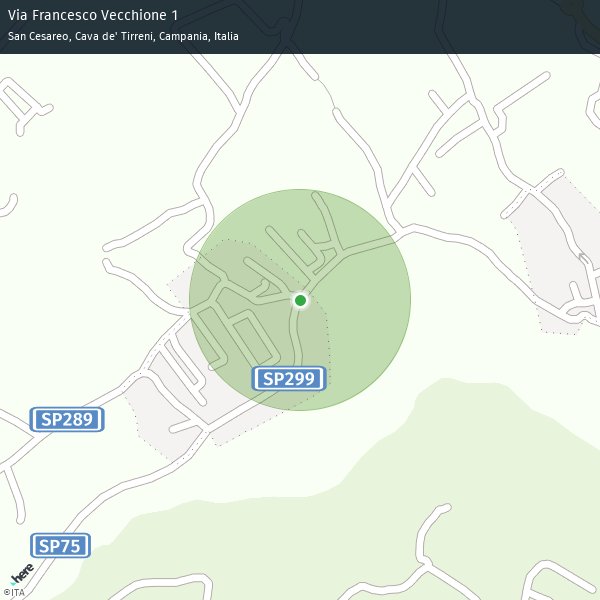 Via Francesco Vecchione 1
San Cesareo, Cava de' Tirreni, Campania, Italia
SP299
SP289
SP75
here
©ITA